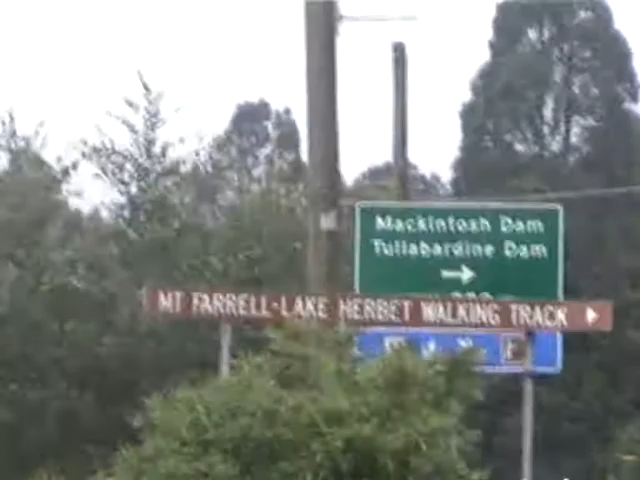 Mackintosh Dam
Tullabardine Dam
MT FARRELL-LAKE HERBET WALKING TRACK